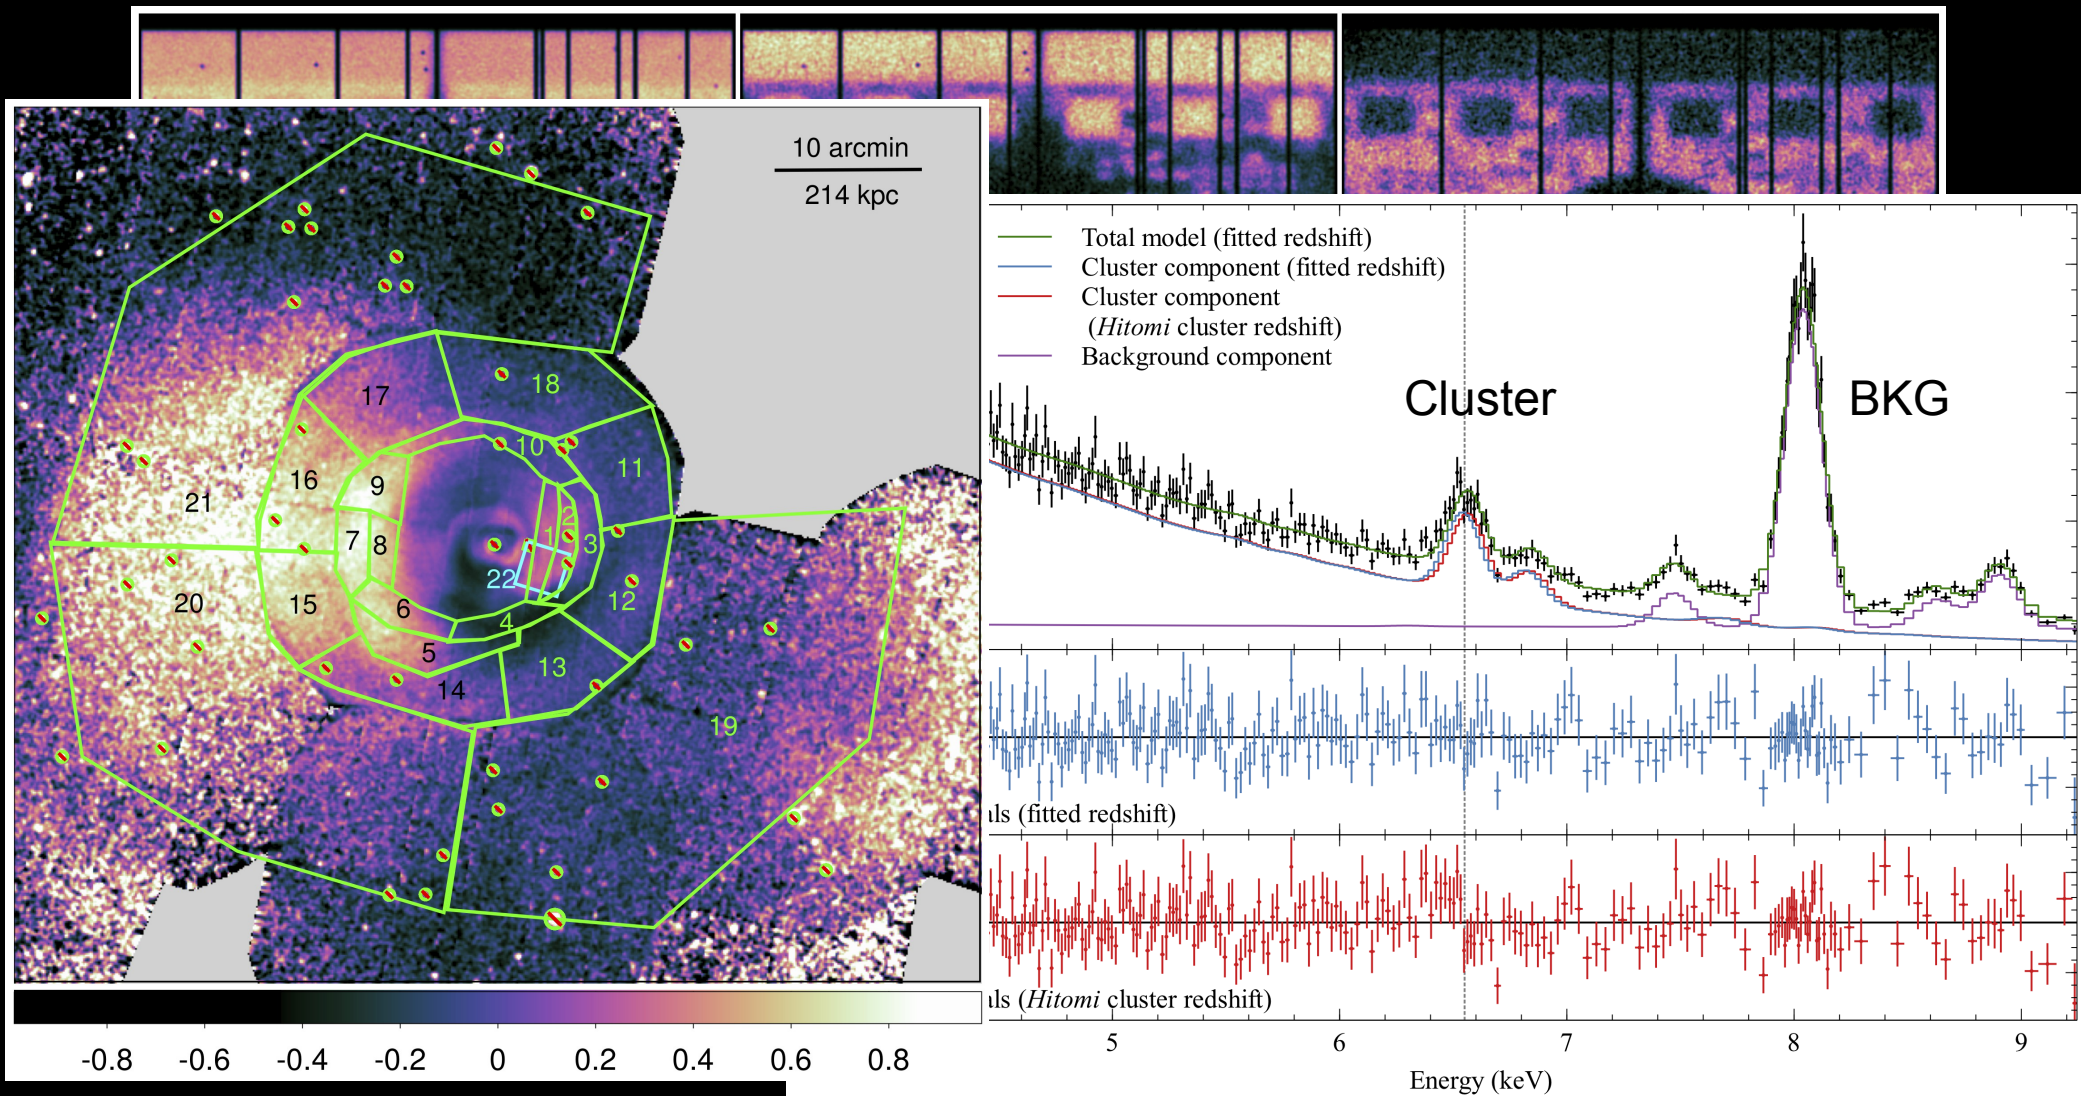 10 arcmin
214 kpc
17
18
10
11
16
9
21
2
1
3
7
8
22
20
15
6
12
4
5
13
14
19
-0.8 -0.6 -0.4 -0.2 0 0.2 0.4 0.6 0.8
Total model (fitted redshift)
Cluster component (fitted redshift)
Cluster component
(Hitomi cluster redshift)
Background component
Cluster BKG
als (fitted redshift)
als (Hitomi cluster redshift)
5 6 7 8 9
Energy (keV)